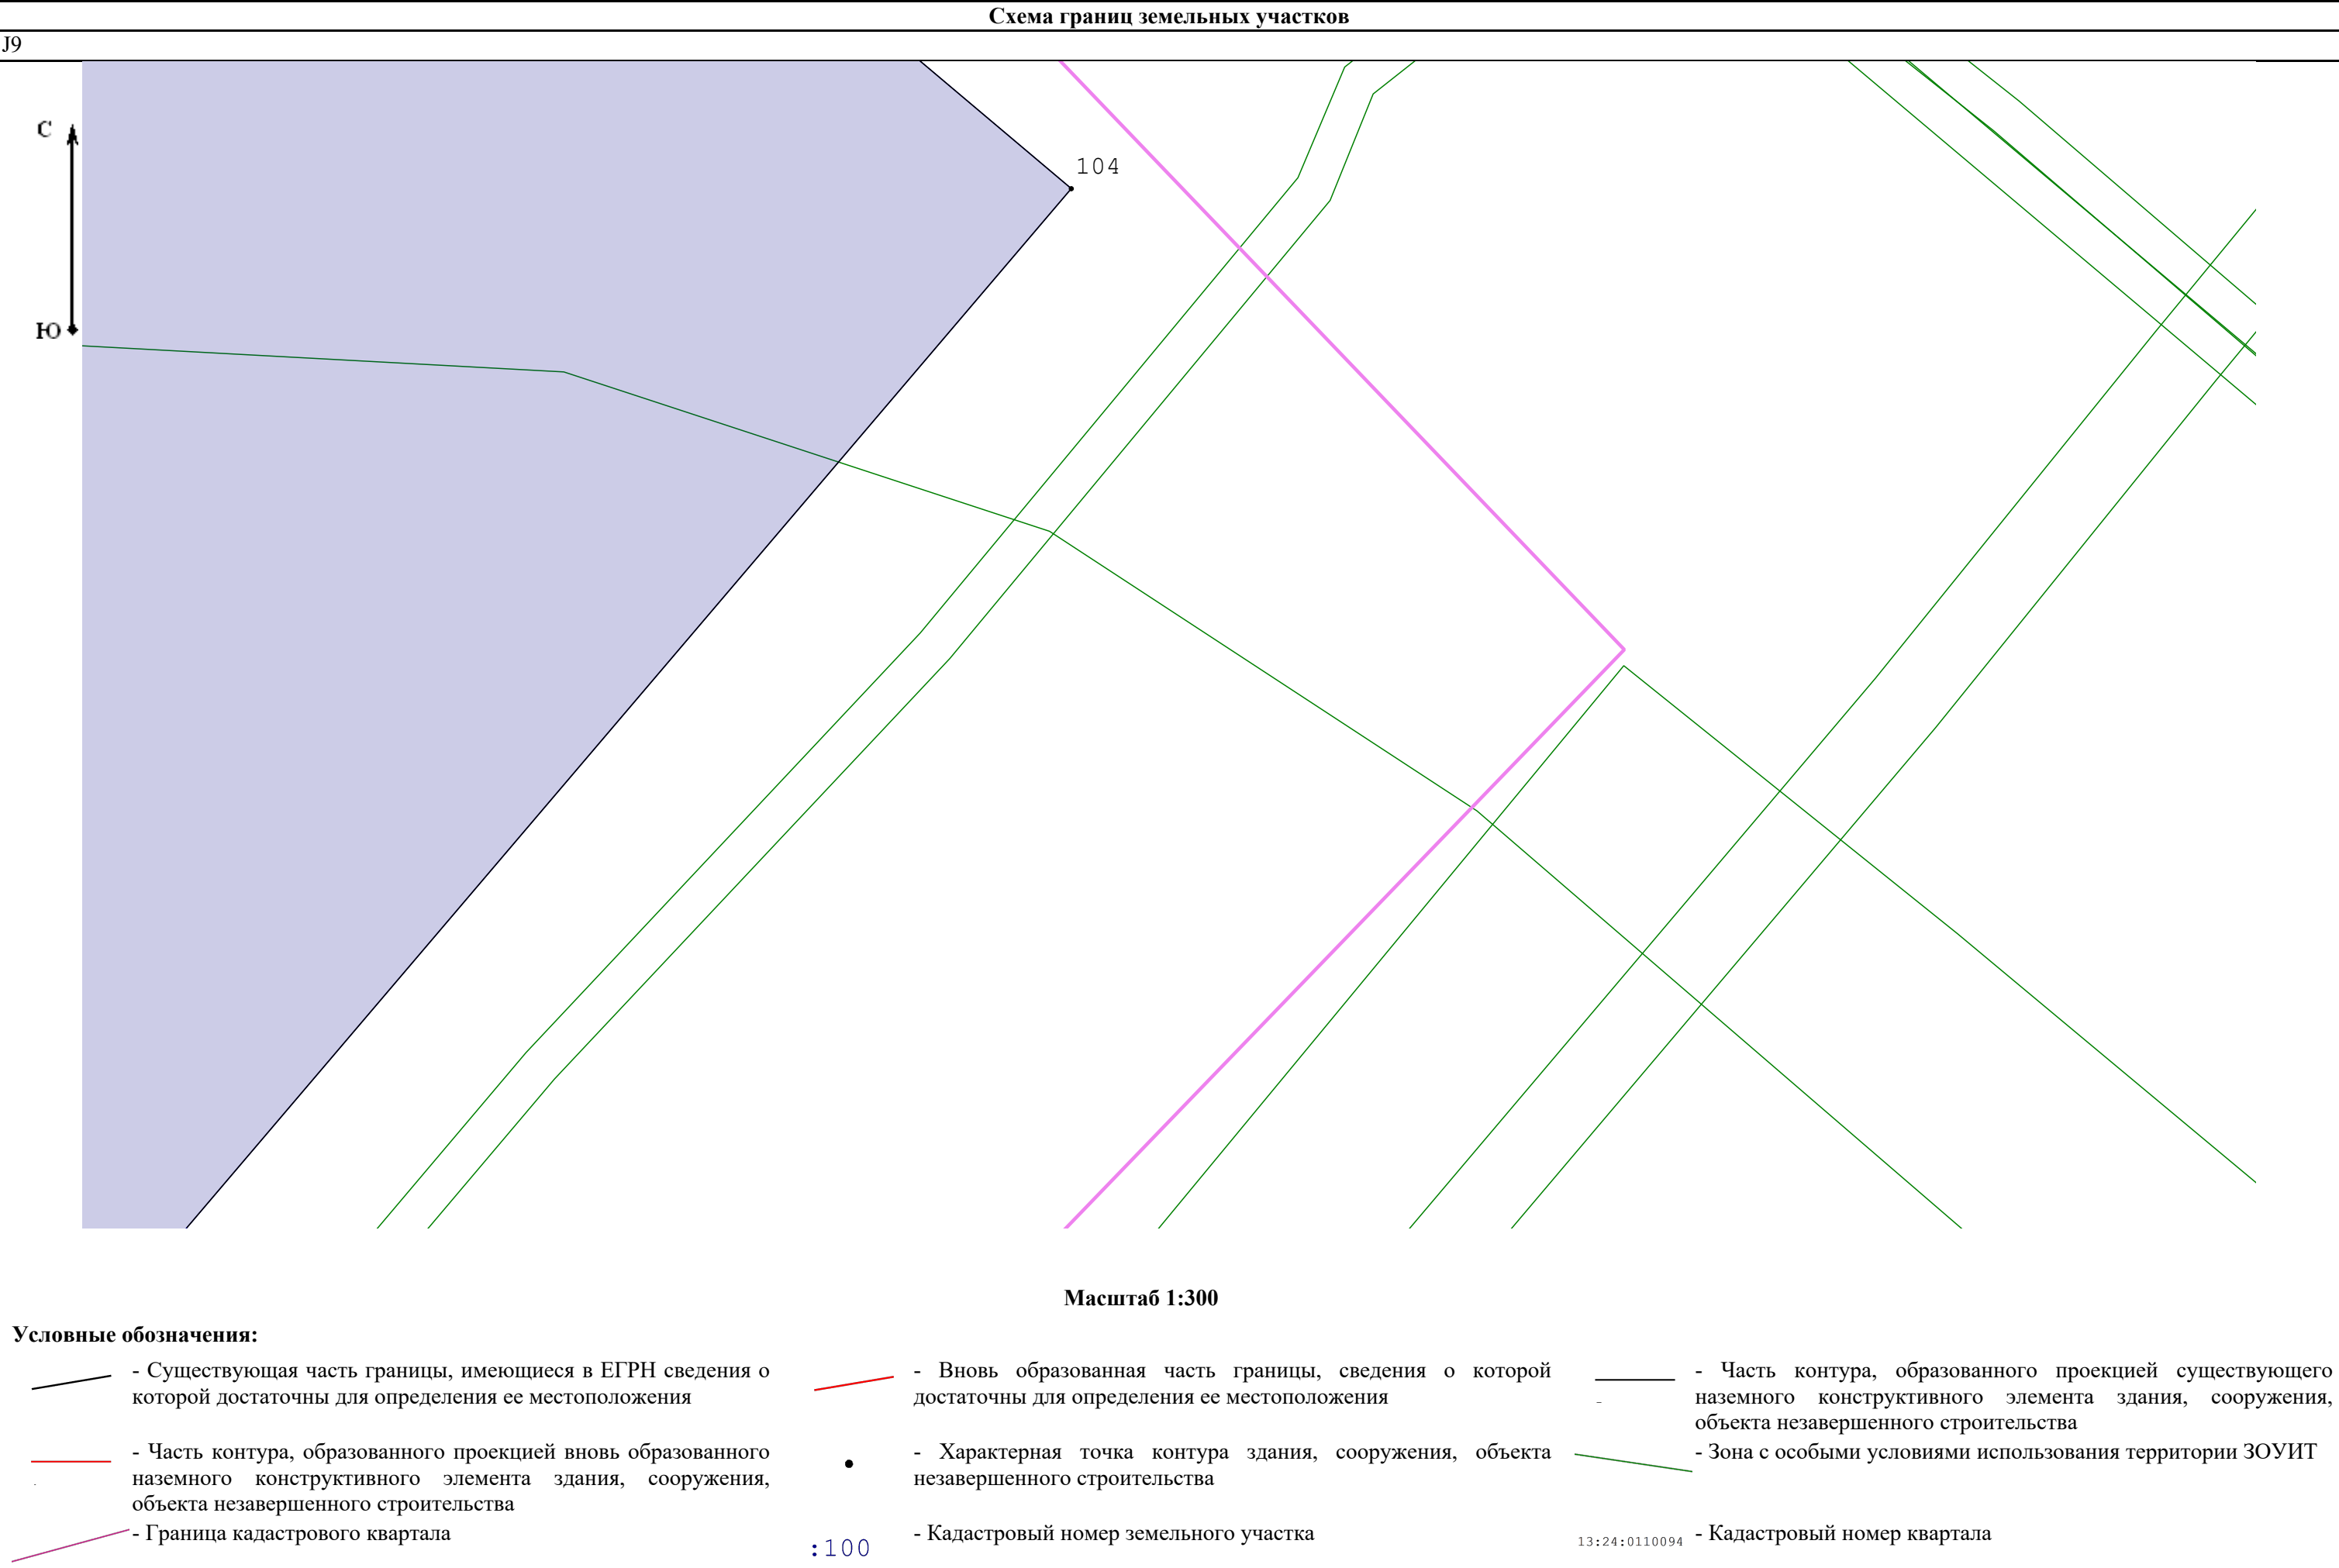 Схема границ земельных участков
J9
С
104
Ю
Масштаб 1:300
Условные обозначения:
- Существующая часть границы, имеющиеся в ЕГРН сведения о
которой достаточны для определения ее местоположения
- Вновь образованная часть границы, сведения о которой
достаточны для определения ее местоположения
- Часть контура, образованного проекцией существующего
наземного конструктивного элемента здания, сооружения,
объекта незавершенного строительства
- Часть контура, образованного проекцией вновь образованного
наземного конструктивного элемента здания, сооружения,
объекта незавершенного строительства
- Характерная точка контура здания, сооружения, объекта
незавершенного строительства
- Зона с особыми условиями использования территории ЗОУИТ
- Граница кадастрового квартала
:100
- Кадастровый номер земельного участка
13:24:0110094
- Кадастровый номер квартала